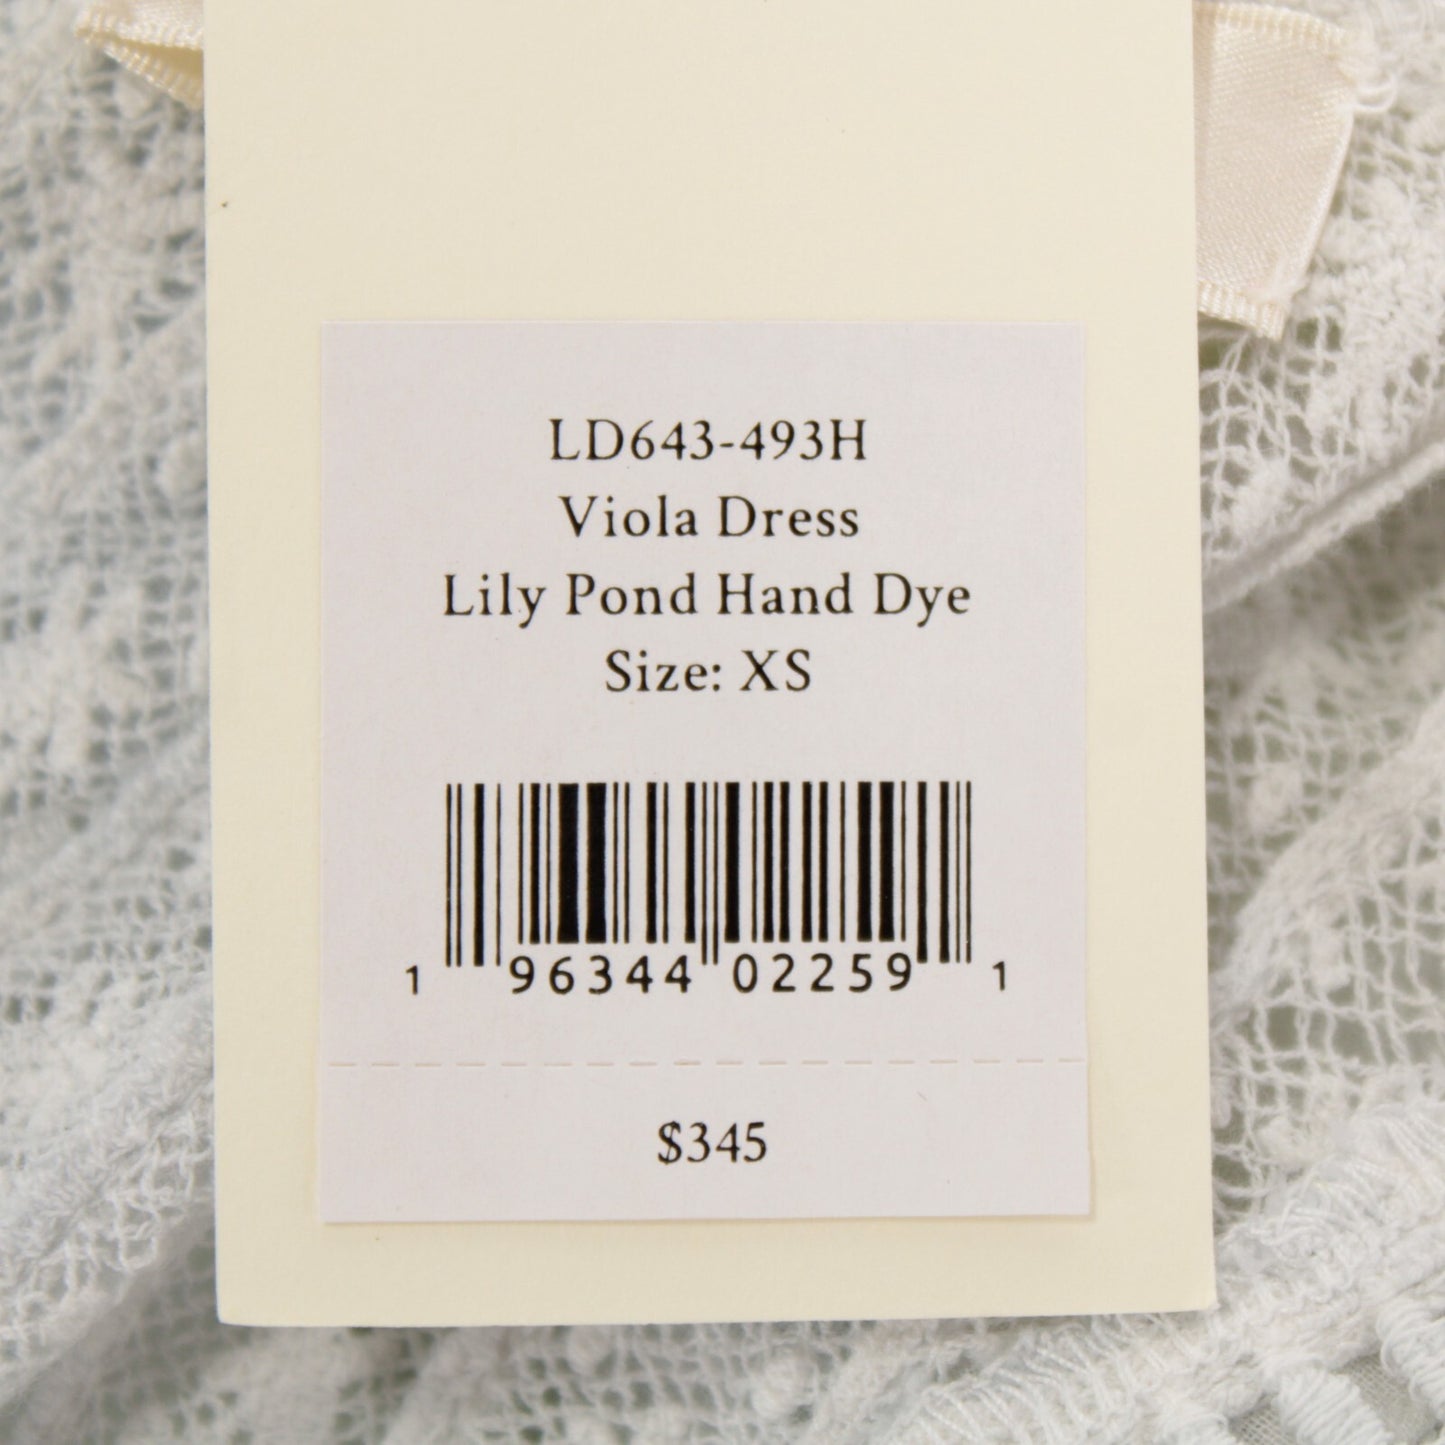 LD643-493H
Viola Dress
Lily Pond Hand Dye
Size: XS
1 96344 02259 1
$345